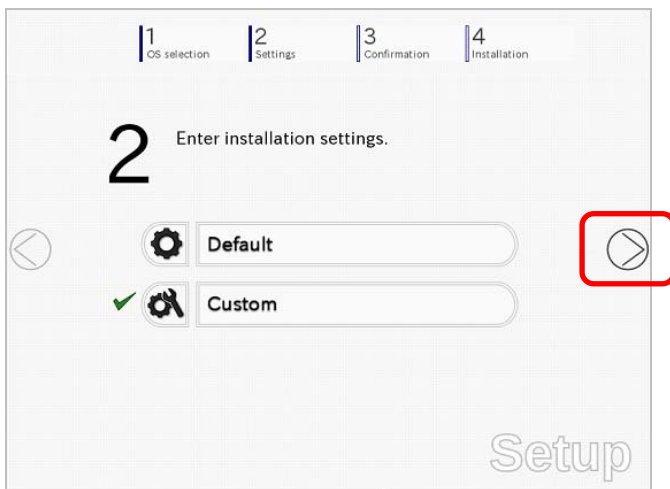 1
OS selection
2
Settings
3
Confirmation
4
Installation
2
Enter installation settings.
Default
Custom
Setup